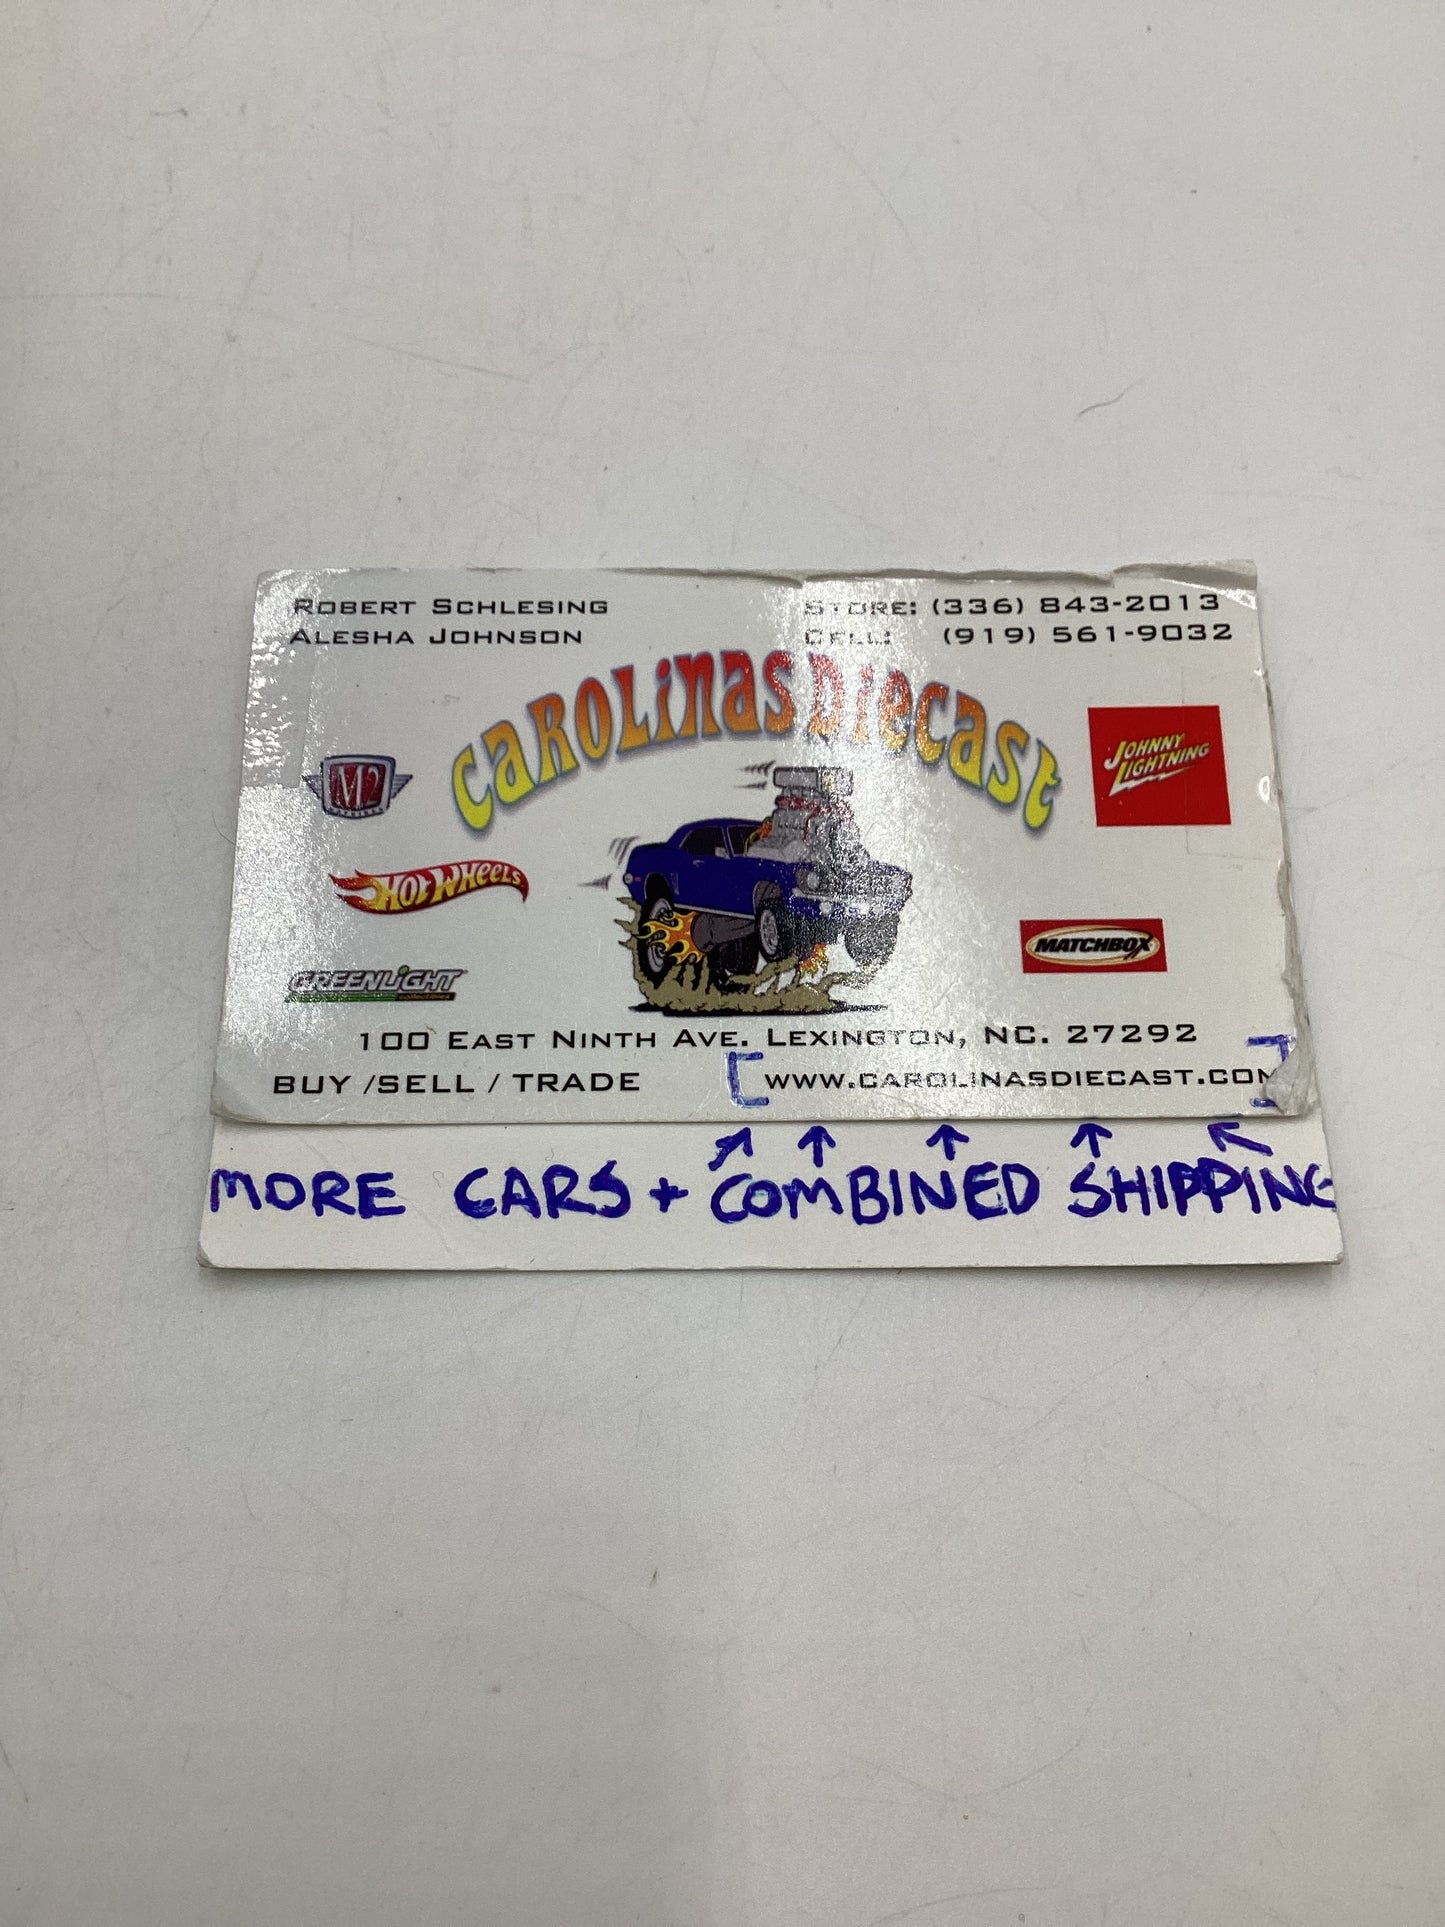 ROBERT SCHLESING
ALESHA JOHNSON
STORE: (336) 843-2013
CELL: (919) 561-9032
CAROLINAS DIECAST
M2
JOHNNY
LIGHTNING
HOT WHEELS
MATCHBOX
GREENLIGHT
collectibles
100 EAST NINTH AVE. LEXINGTON, NC. 27292
BUY /SELL / TRADE
[ WWW.CAROLINASDIECAST.COM ]
MORE CARS + COMBINED SHIPPING